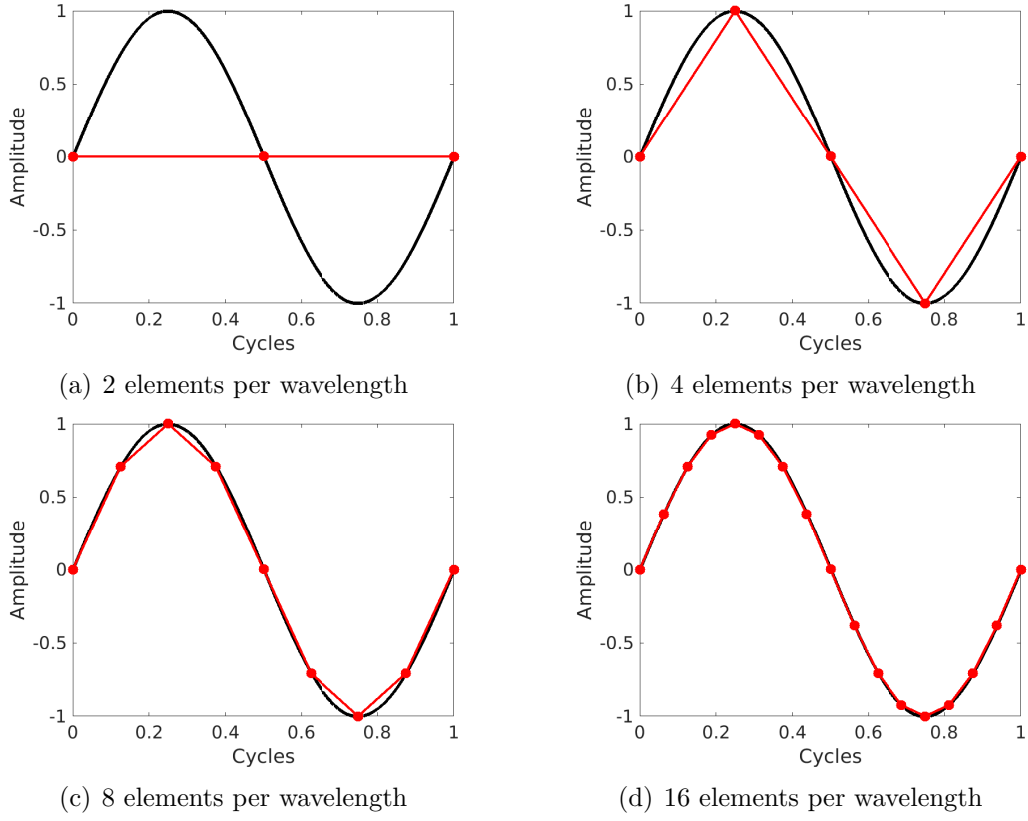 1
0.5
0
-0.5
-1
Amplitude
0 0.2 0.4 0.6 0.8 1
Cycles
(a) 2 elements per wavelength
1
0.5
0
-0.5
-1
Amplitude
0 0.2 0.4 0.6 0.8 1
Cycles
(b) 4 elements per wavelength
1
0.5
0
-0.5
-1
Amplitude
0 0.2 0.4 0.6 0.8 1
Cycles
(c) 8 elements per wavelength
1
0.5
0
-0.5
-1
Amplitude
0 0.2 0.4 0.6 0.8 1
Cycles
(d) 16 elements per wavelength